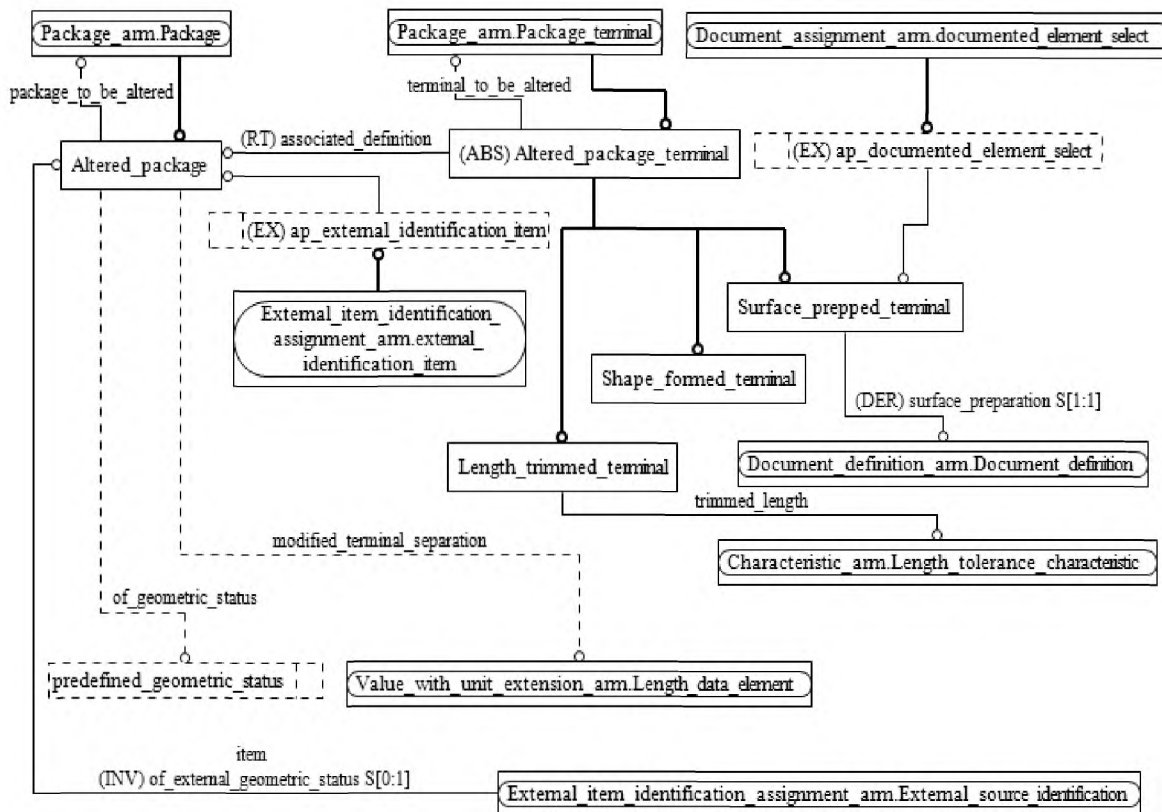 Package_arm.Package
Package_arm.Package_terminal
Document_assignment_arm.documented_element_select
package_to_be_altered
terminal_to_be_altered
(RT) associated_definition
Altered_package
(ABS) Altered_package_terminal
(EX) ap_documented_element_select
(EX) ap_external_identification_item
External_item_identification_
assignment_arm.external_
identification_item
Surface_prepped_terminal
Shape_formed_terminal
(DER) surface_preparation S[1:1]
Length_trimmed_terminal
Document_definition_arm.Document_definition
trimmed_length
modified_terminal_separation
Characteristic_arm.Length_tolerance_characteristic
of_geometric_status
predefined_geometric_status
Value_with_unit_extension_arm.Length_data_element
item
(INV) of_external_geometric_status S[0:1]
External_item_identification_assignment_arm.External_source_identification